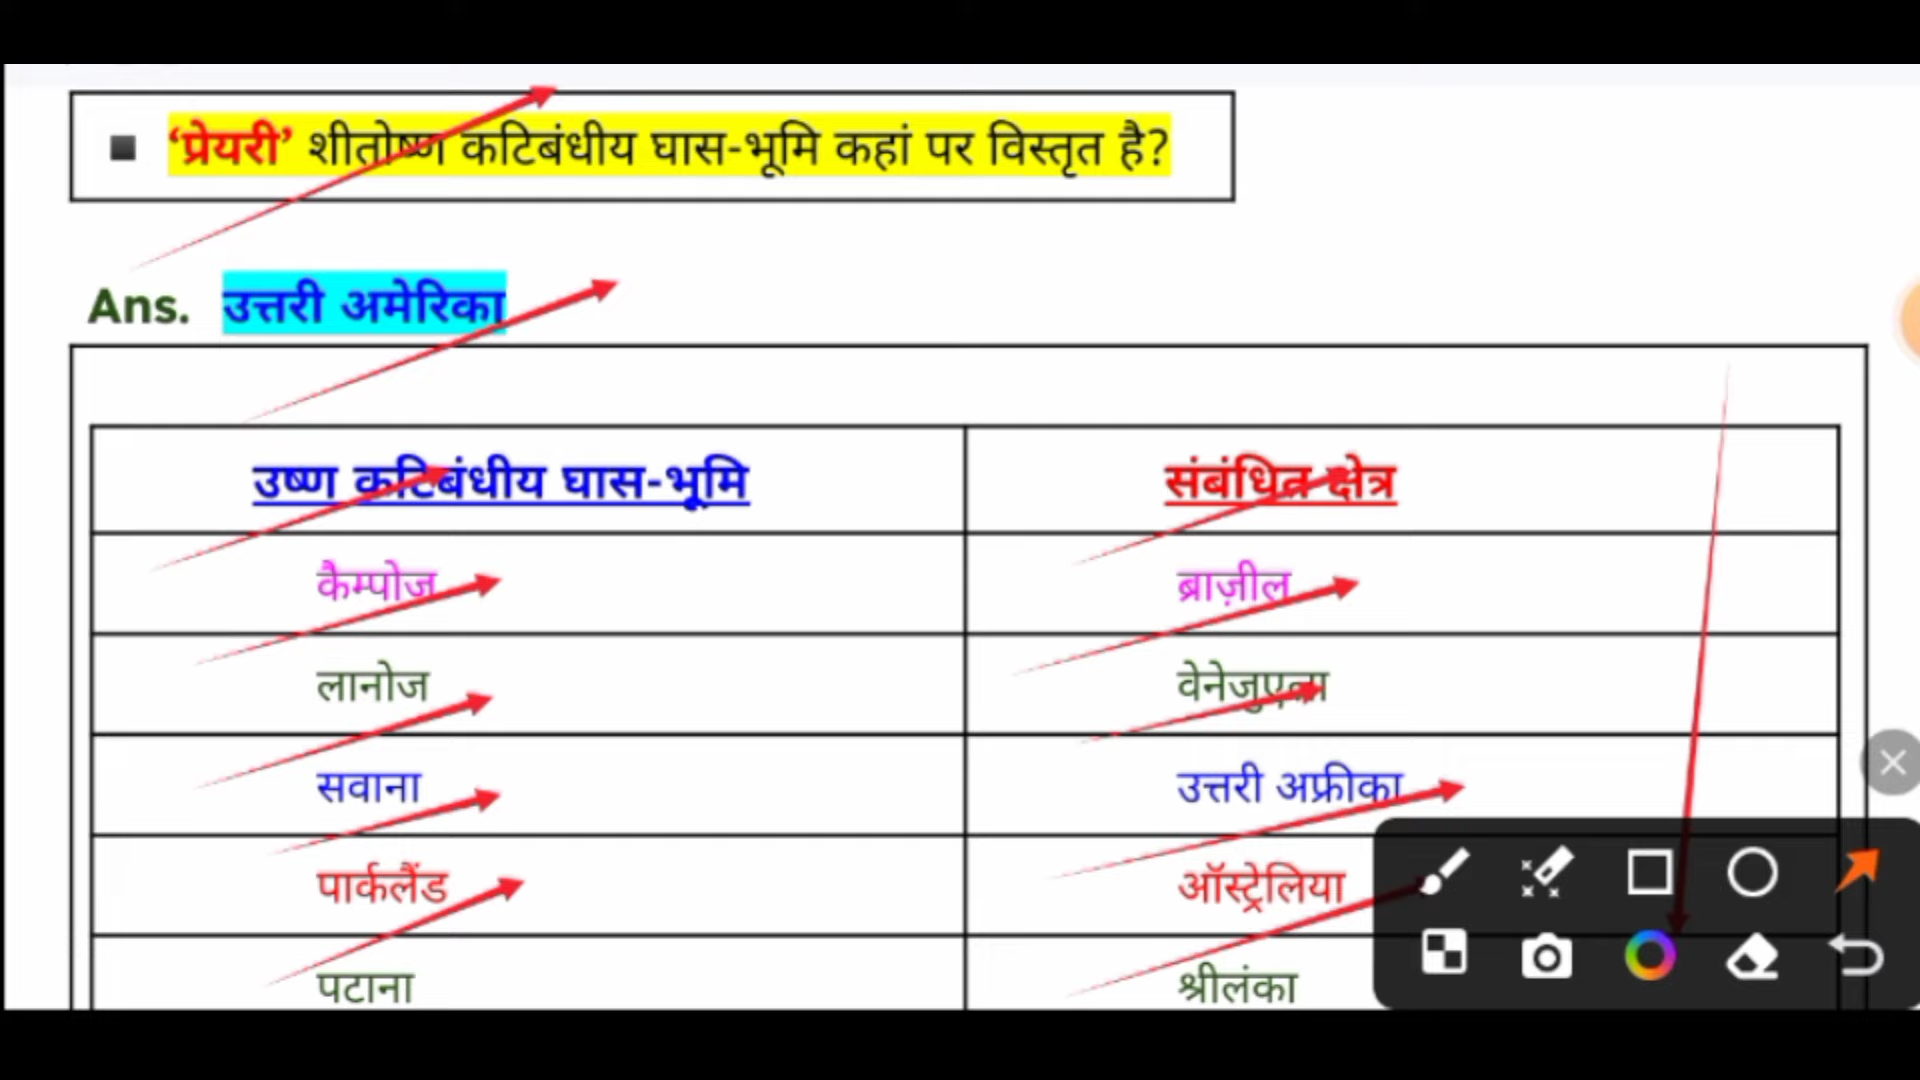 ■ ‘प्रेयरी’ शीतोष्ण कटिबंधीय घास-भूमि कहां पर विस्तृत है?
Ans. उत्तरी अमेरिका
उष्ण कटिबंधीय घास-भूमि संबंधित क्षेत्र
कैम्पोज ब्राज़ील
लानोज वेनेजुएला
सवाना उत्तरी अफ्रीका
पार्कलैंड ऑस्ट्रेलिया
पटाना श्रीलंका